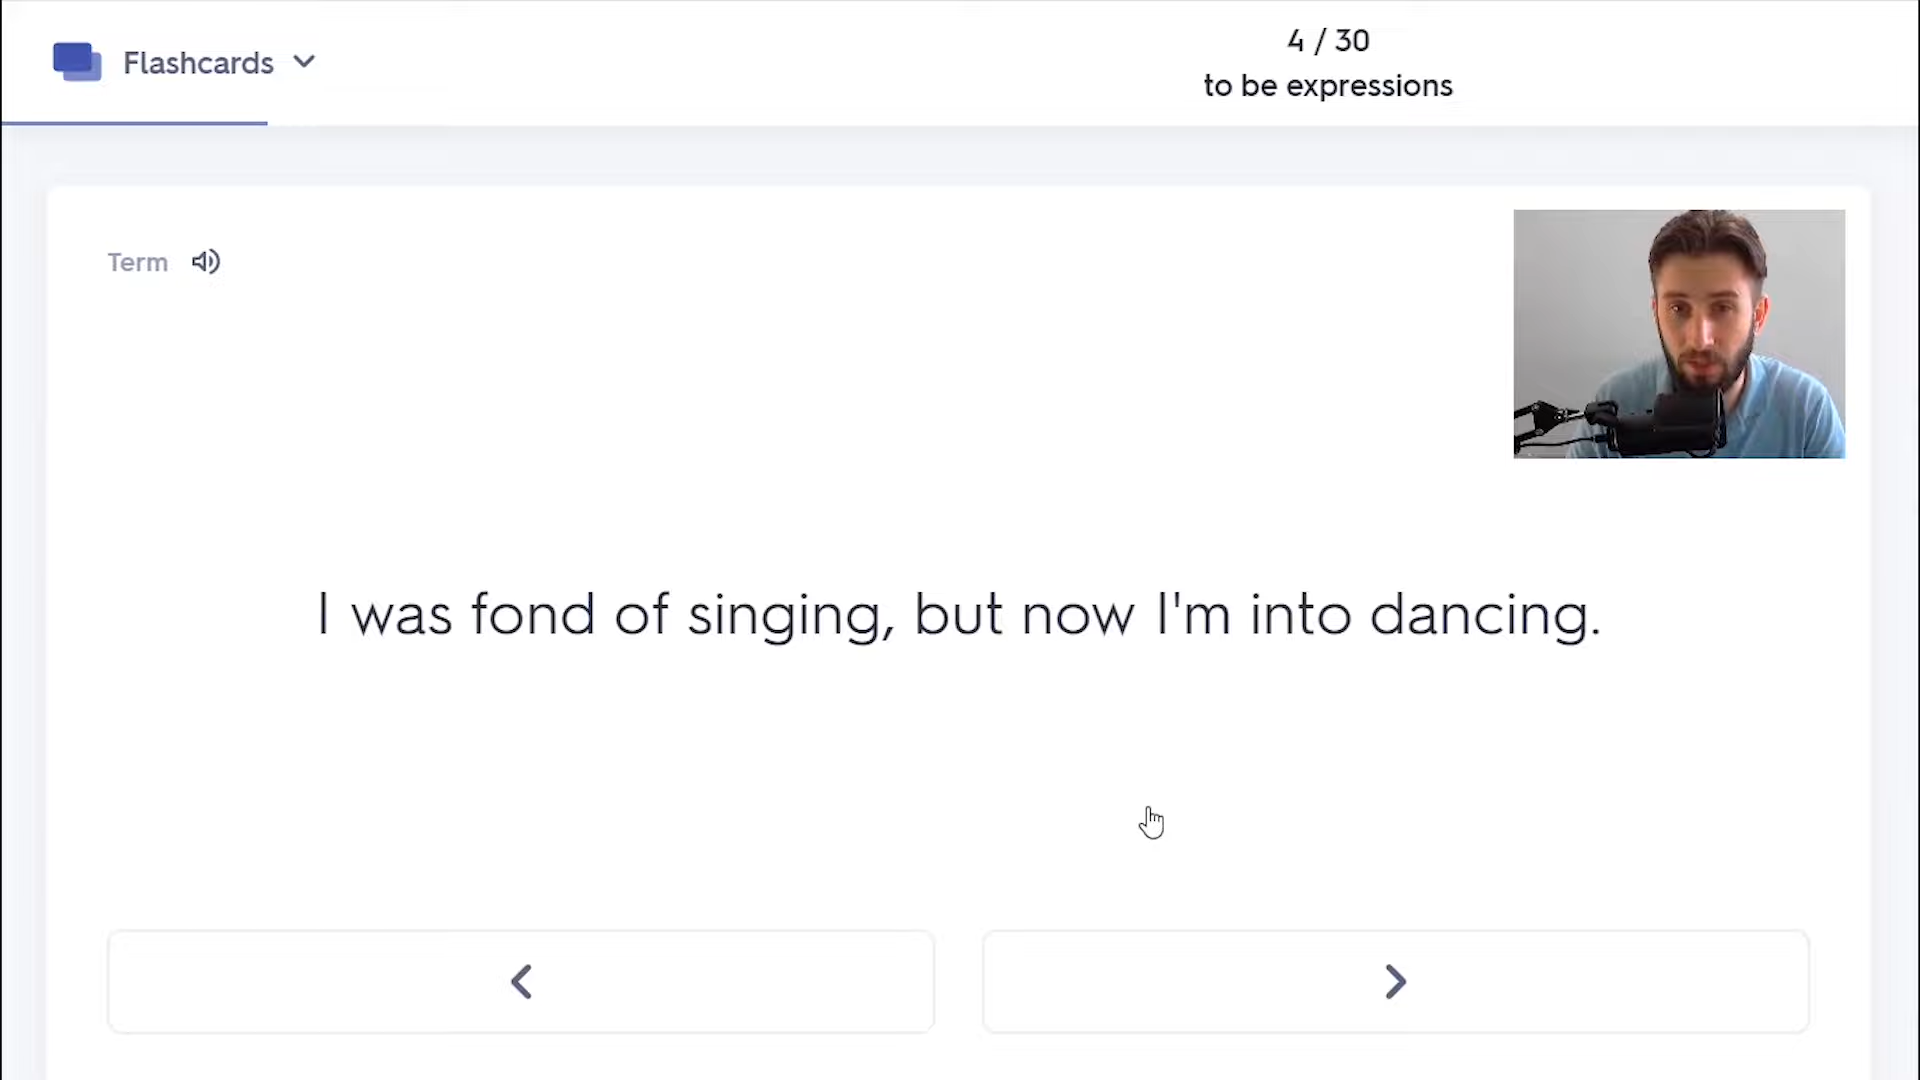 Flashcards
4 / 30
to be expressions
Term
I was fond of singing, but now I'm into dancing.